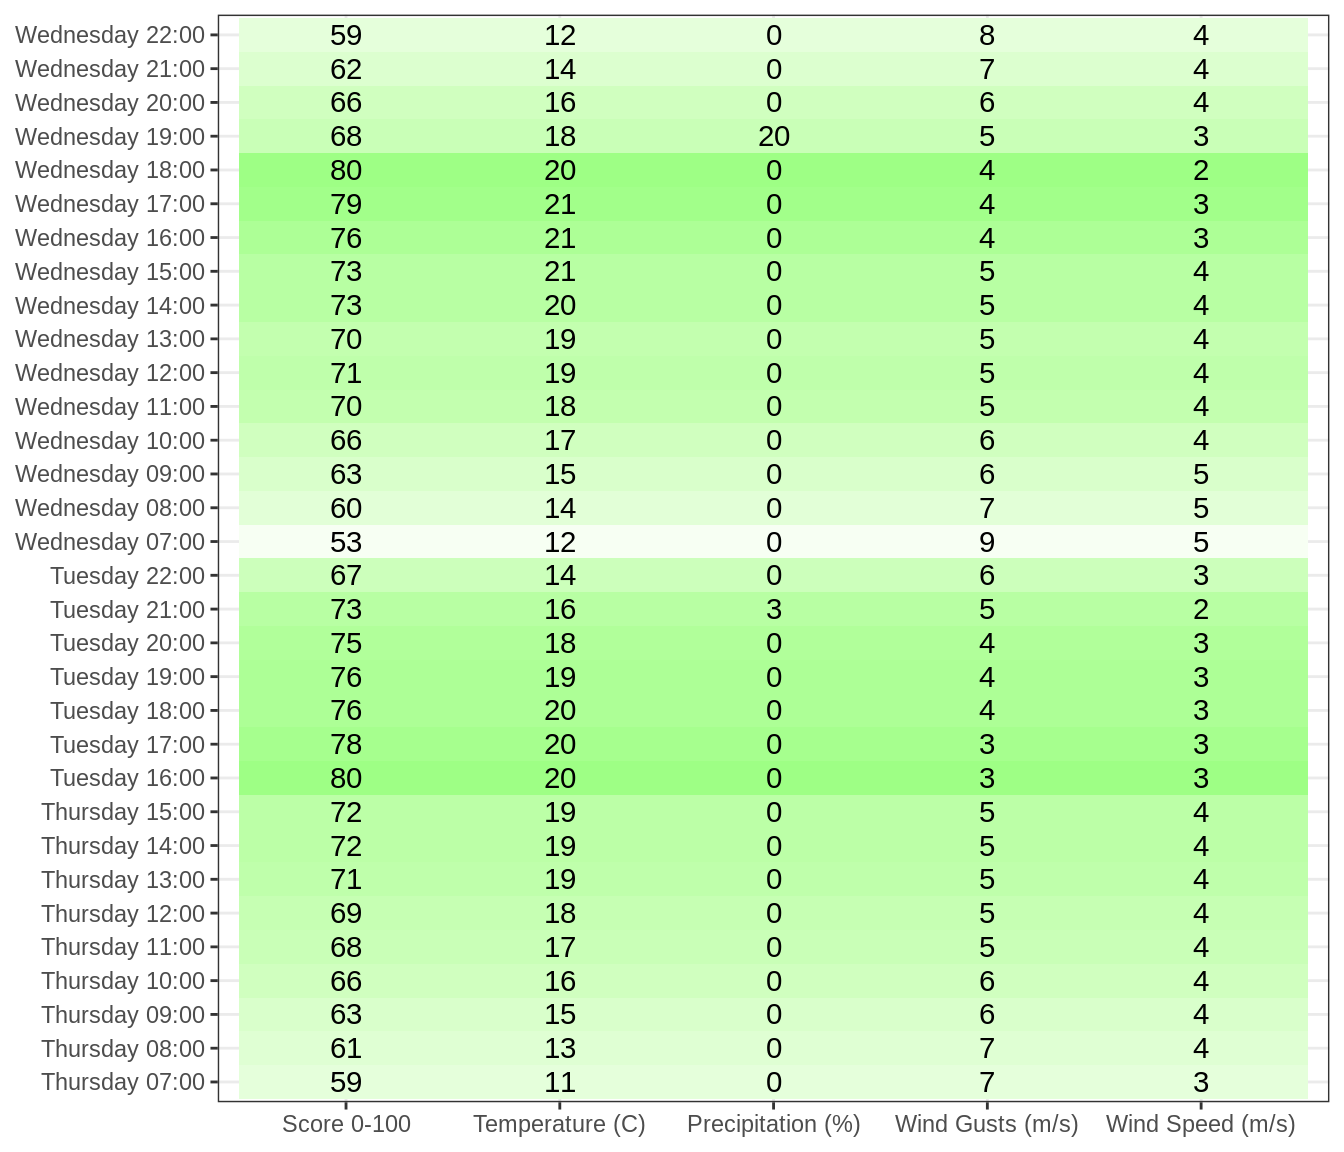 Wednesday 22:00 59 12 0 8 4
Wednesday 21:00 62 14 0 7 4
Wednesday 20:00 66 16 0 6 4
Wednesday 19:00 68 18 20 5 3
Wednesday 18:00 80 20 0 4 2
Wednesday 17:00 79 21 0 4 3
Wednesday 16:00 76 21 0 4 3
Wednesday 15:00 73 21 0 5 4
Wednesday 14:00 73 20 0 5 4
Wednesday 13:00 70 19 0 5 4
Wednesday 12:00 71 19 0 5 4
Wednesday 11:00 70 18 0 5 4
Wednesday 10:00 66 17 0 6 4
Wednesday 09:00 63 15 0 6 5
Wednesday 08:00 60 14 0 7 5
Wednesday 07:00 53 12 0 9 5
Tuesday 22:00 67 14 0 6 3
Tuesday 21:00 73 16 3 5 2
Tuesday 20:00 75 18 0 4 3
Tuesday 19:00 76 19 0 4 3
Tuesday 18:00 76 20 0 4 3
Tuesday 17:00 78 20 0 3 3
Tuesday 16:00 80 20 0 3 3
Thursday 15:00 72 19 0 5 4
Thursday 14:00 72 19 0 5 4
Thursday 13:00 71 19 0 5 4
Thursday 12:00 69 18 0 5 4
Thursday 11:00 68 17 0 5 4
Thursday 10:00 66 16 0 6 4
Thursday 09:00 63 15 0 6 4
Thursday 08:00 61 13 0 7 4
Thursday 07:00 59 11 0 7 3
Score 0-100 Temperature (C) Precipitation (%) Wind Gusts (m/s) Wind Speed (m/s)